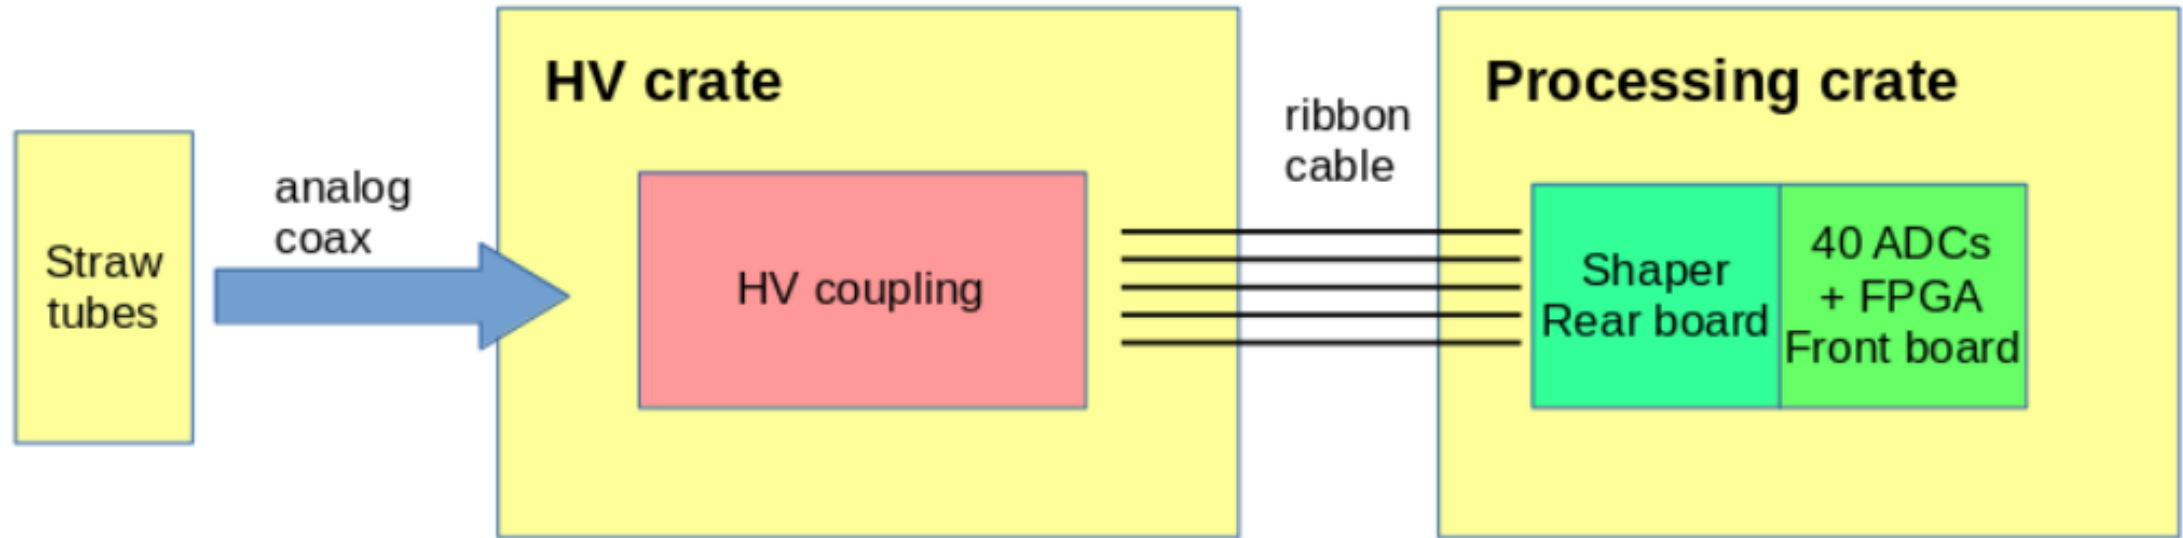 Straw
tubes
analog
coax
HV crate
HV coupling
ribbon
cable
Processing crate
Shaper
Rear board
40 ADCs
+ FPGA
Front board